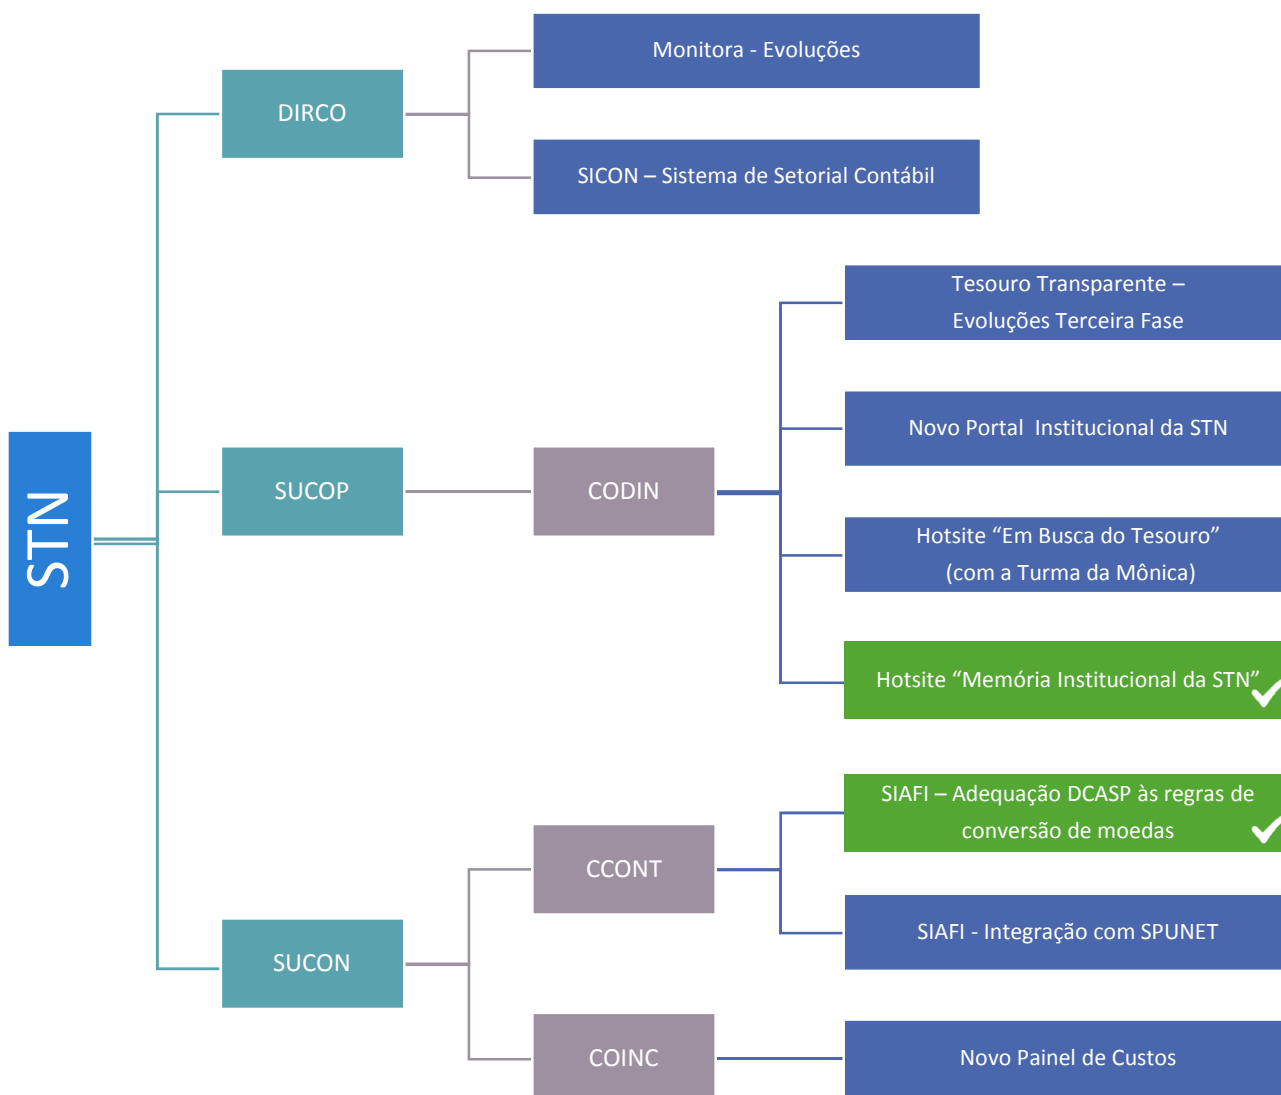 STN
DIRCO
Monitora - Evoluções
SICON – Sistema de Setorial Contábil
SUCOP
CODIN
Tesouro Transparente –
Evoluções Terceira Fase
Novo Portal  Institucional da STN
Hotsite “Em Busca do Tesouro”
(com a Turma da Mônica)
Hotsite “Memória Institucional da STN”
SUCON
CCONT
SIAFI – Adequação DCASP às regras de
conversão de moedas
SIAFI - Integração com SPUNET
COINC
Novo Painel de Custos